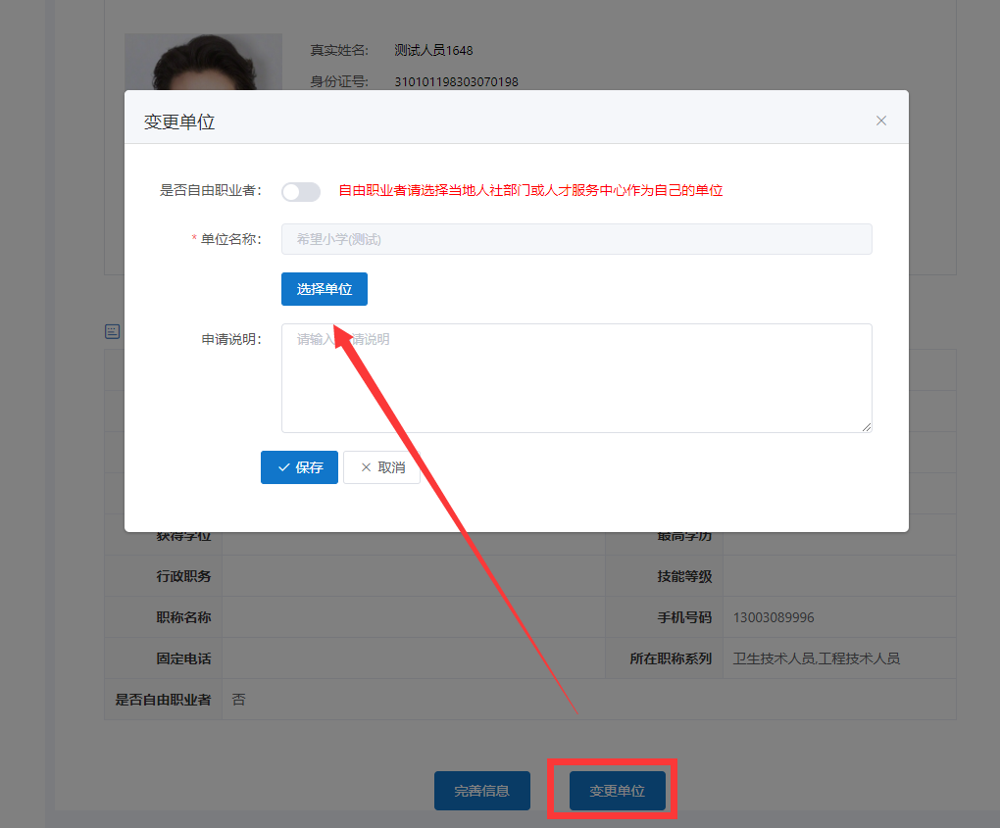 真实姓名: 测试人员1648
身份证号: 310101198303070198
变更单位
是否自由职业者: 自由职业者请选择当地人社部门或人才服务中心作为自己的单位
* 单位名称: 希望小学(测试)
选择单位
申请说明: 请输入 请说明
保存 取消
获得学位 最高学历
行政职务 技能等级
职称名称 手机号码 13003089996
固定电话 所在职称系列 卫生技术人员,工程技术人员
是否自由职业者 否
完善信息 变更单位